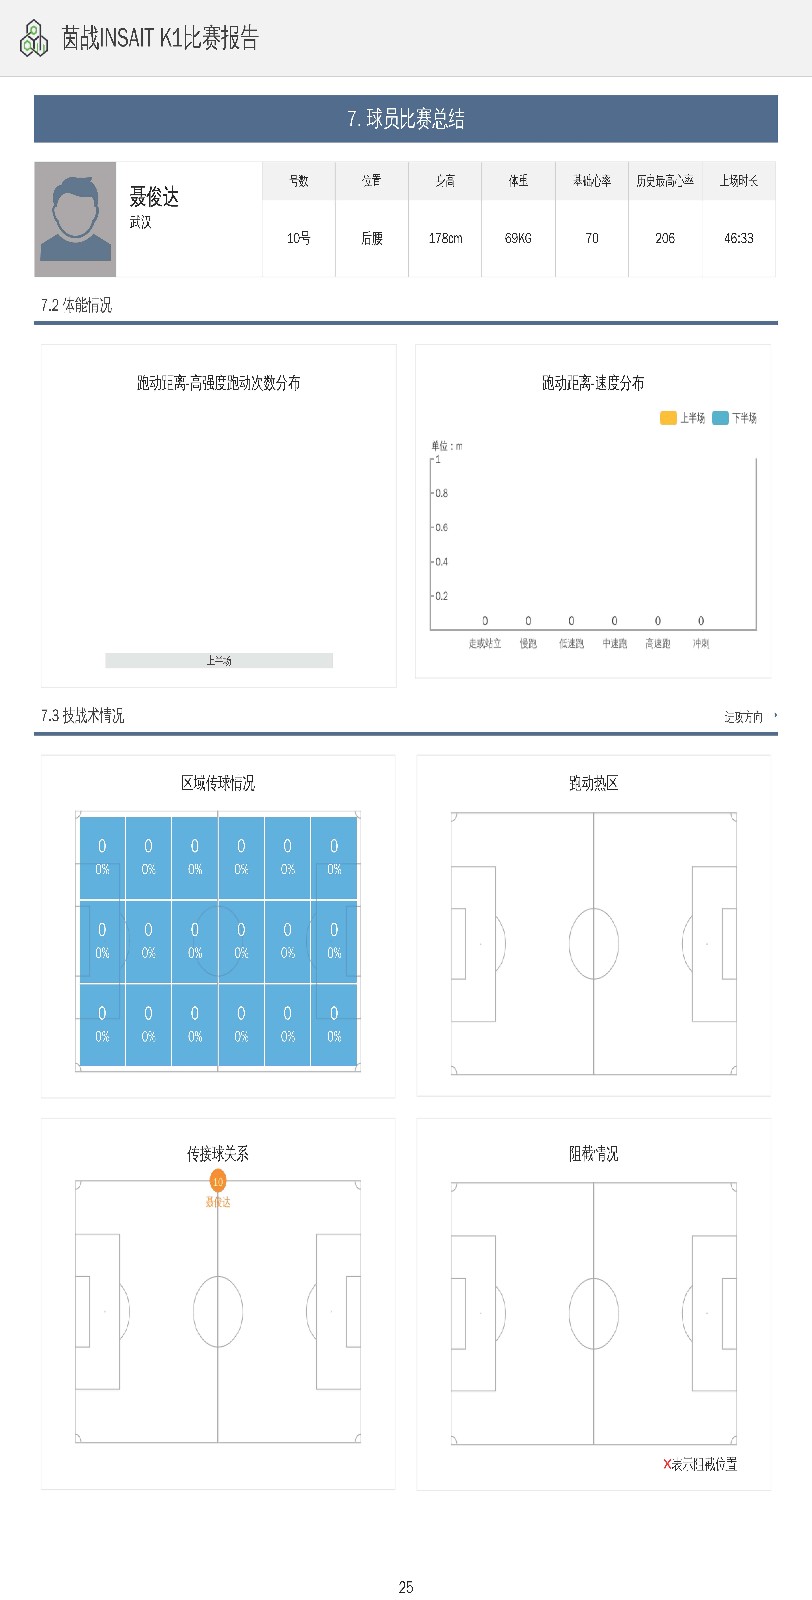 茵战INSAIT K1比赛报告
7. 球员比赛总结
聂俊达
武汉
号数 位置 身高 体重 基础心率 历史最高心率 上场时长
10号 后腰 178cm 69KG 70 206 46:33
7.2 体能情况
跑动距离-高强度跑动次数分布
上半场
跑动距离-速度分布
上半场 下半场
单位：m
1
0.8
0.6
0.4
0.2
0 0 0 0 0 0
走或站立 慢跑 低速跑 中速跑 高速跑 冲刺
7.3 技战术情况
进攻方向
区域传球情况
0 0 0 0 0 0
0% 0% 0% 0% 0% 0%
0 0 0 0 0 0
0% 0% 0% 0% 0% 0%
0 0 0 0 0 0
0% 0% 0% 0% 0% 0%
跑动热区
传接球关系
10
聂俊达
阻截情况
X表示阻截位置
25